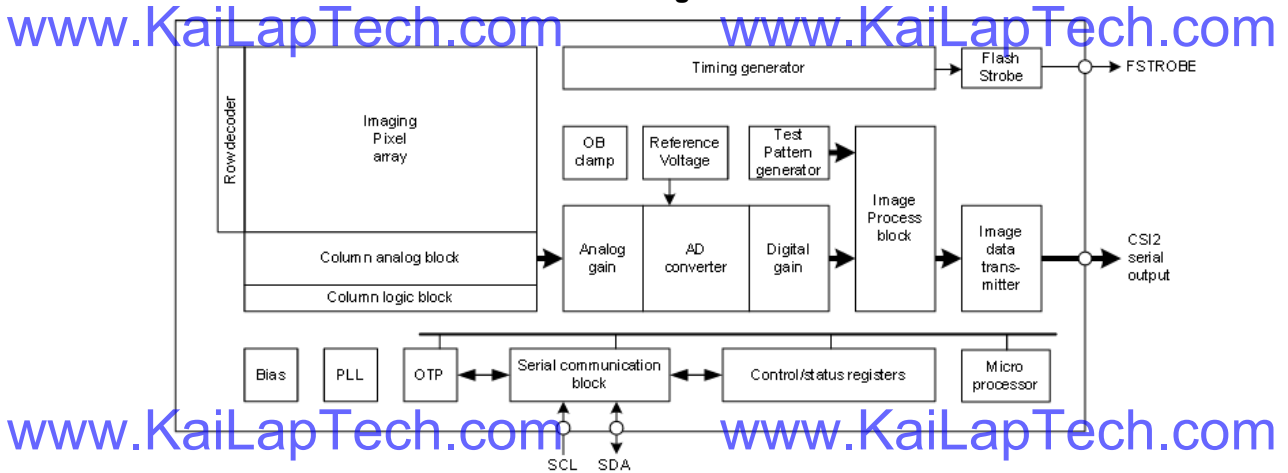 www.KaiLapTech.com
www.KaiLapTech.com
Timing generator
Flash
Strobe
FSTROBE
Row decoder
Imaging
Pixel
array
OB
clamp
Reference
Voltage
Test
Pattern
generator
Image
Process
block
Column analog block
Column logic block
Analog
gain
AD
converter
Digital
gain
Image
data
trans-
mitter
CSI2
serial
output
Bias
PLL
OTP
Serial communication
block
Control/status registers
Micro
processor
www.KaiLapTech.com
www.KaiLapTech.com
SCL
SDA